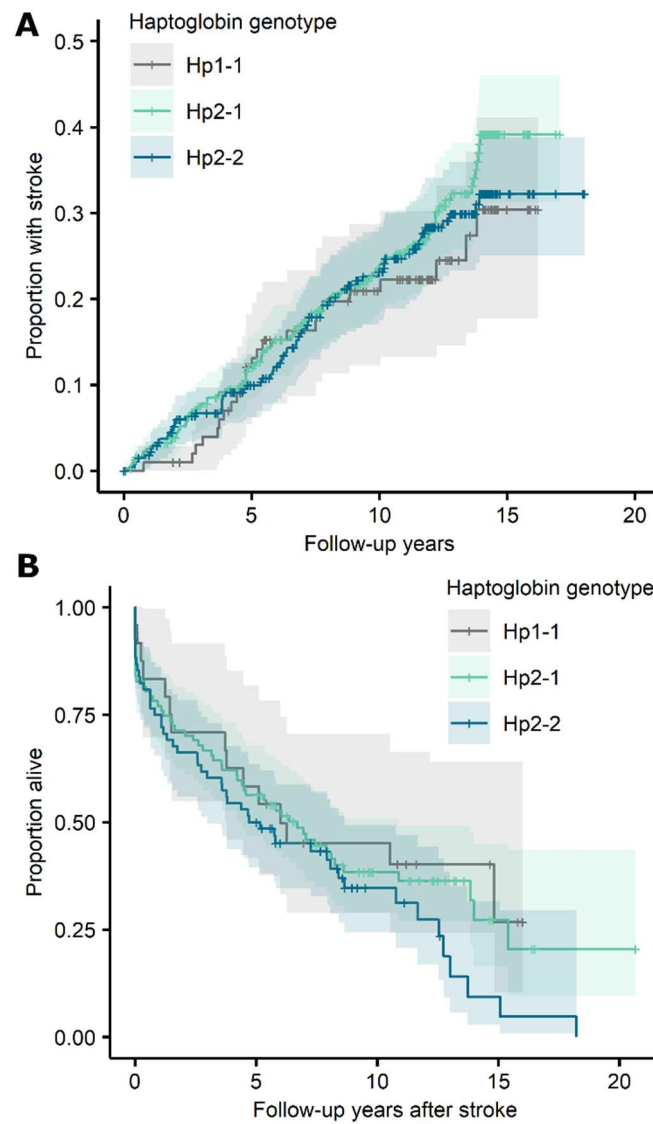 A
Haptoglobin genotype
Hp1-1
Hp2-1
Hp2-2
Proportion with stroke
0.5
0.4
0.3
0.2
0.1
0.0
0 5 10 15 20
Follow-up years
B
Haptoglobin genotype
Hp1-1
Hp2-1
Hp2-2
Proportion alive
1.00
0.75
0.50
0.25
0.00
0 5 10 15 20
Follow-up years after stroke